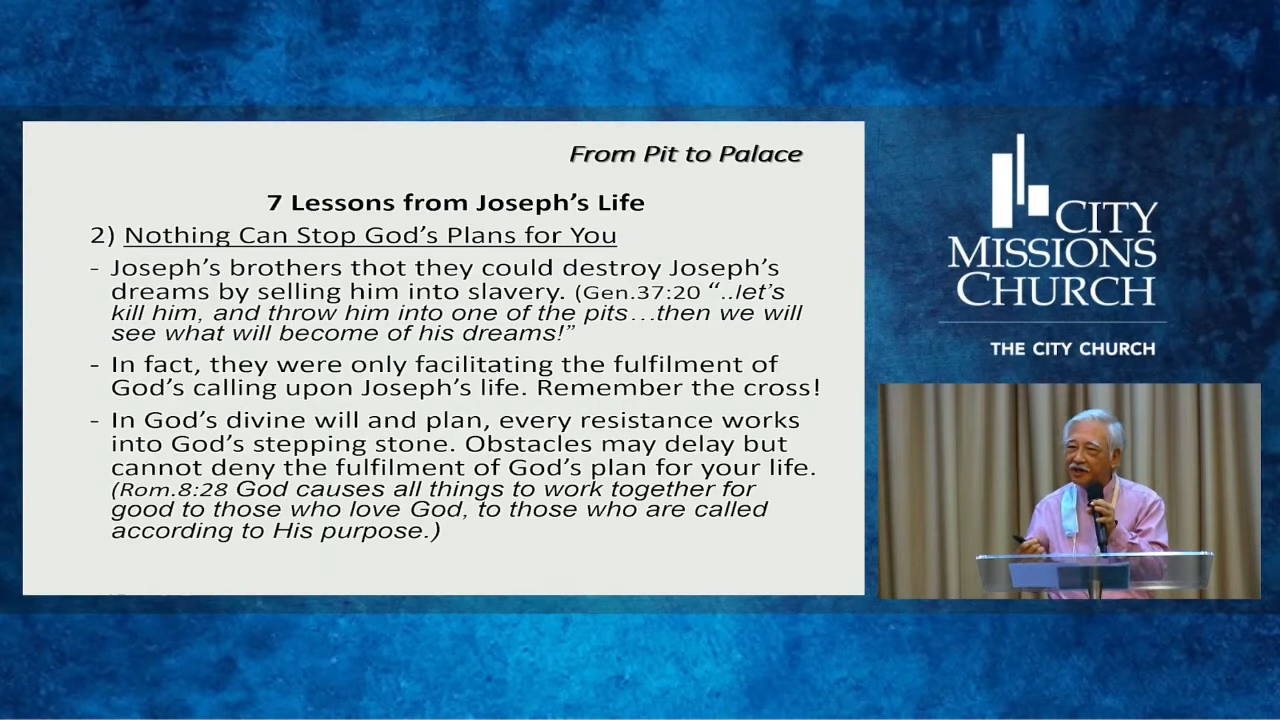 From Pit to Palace
7 Lessons from Joseph's Life
2) Nothing Can Stop God's Plans for You
- Joseph's brothers thot they could destroy Joseph's
dreams by selling him into slavery. (Gen.37:20 “..let's
kill him, and throw him into one of the pits...then we will
see what will become of his dreams!”
- In fact, they were only facilitating the fulfilment of
God's calling upon Joseph's life. Remember the cross!
- In God's divine will and plan, every resistance works
into God's stepping stone. Obstacles may delay but
cannot deny the fulfilment of God's plan for your life.
(Rom.8:28 God causes all things to work together for
good to those who love God, to those who are called
according to His purpose.)
CITY
MISSIONS
CHURCH
THE CITY CHURCH